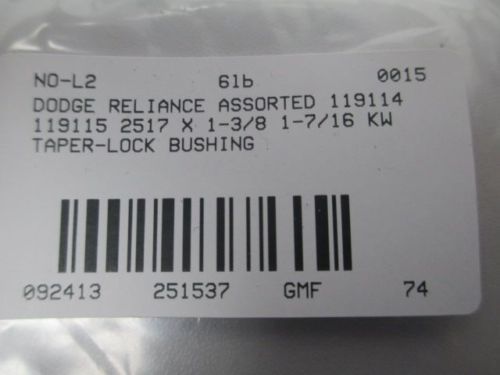 NO-L2 6lb 0015
DODGE RELIANCE ASSORTED 119114
119115 2517 X 1-3/8 1-7/16 KW
TAPER-LOCK BUSHING
092413 251537 GMF 74